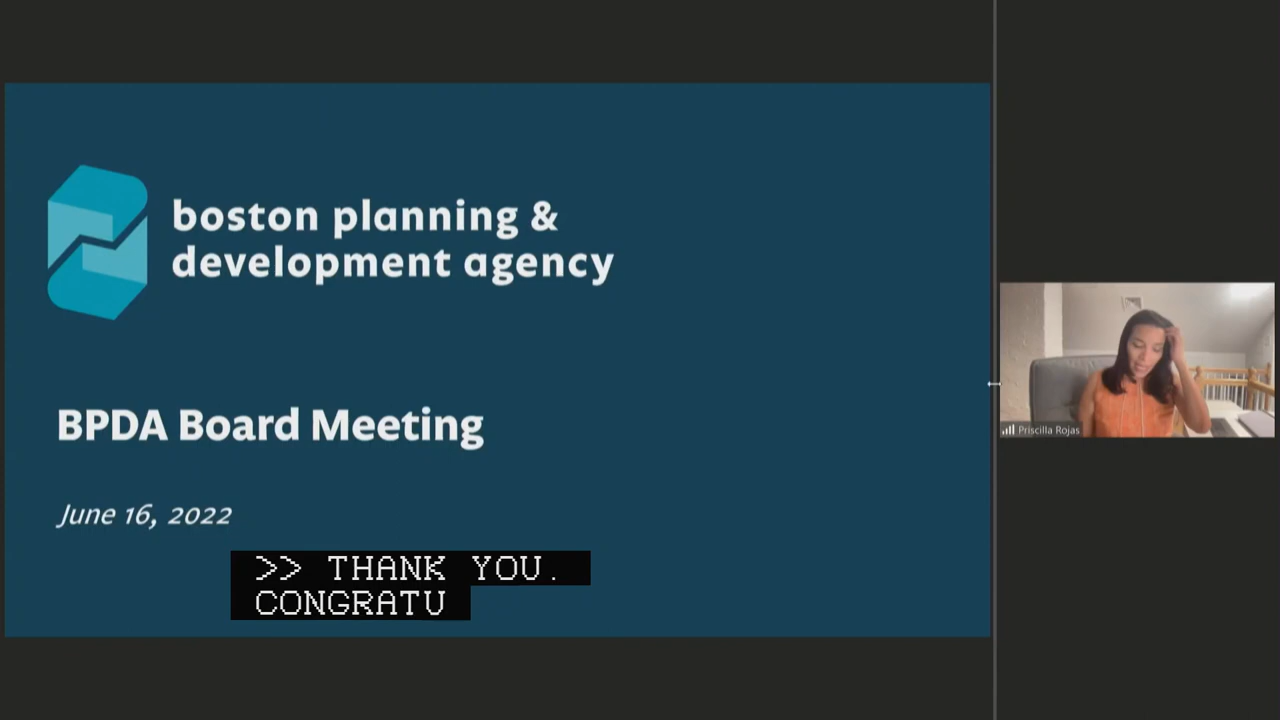 boston planning &
development agency
BPDA Board Meeting
June 16, 2022
>> THANK YOU.
CONGRATU
Priscilla Rojas